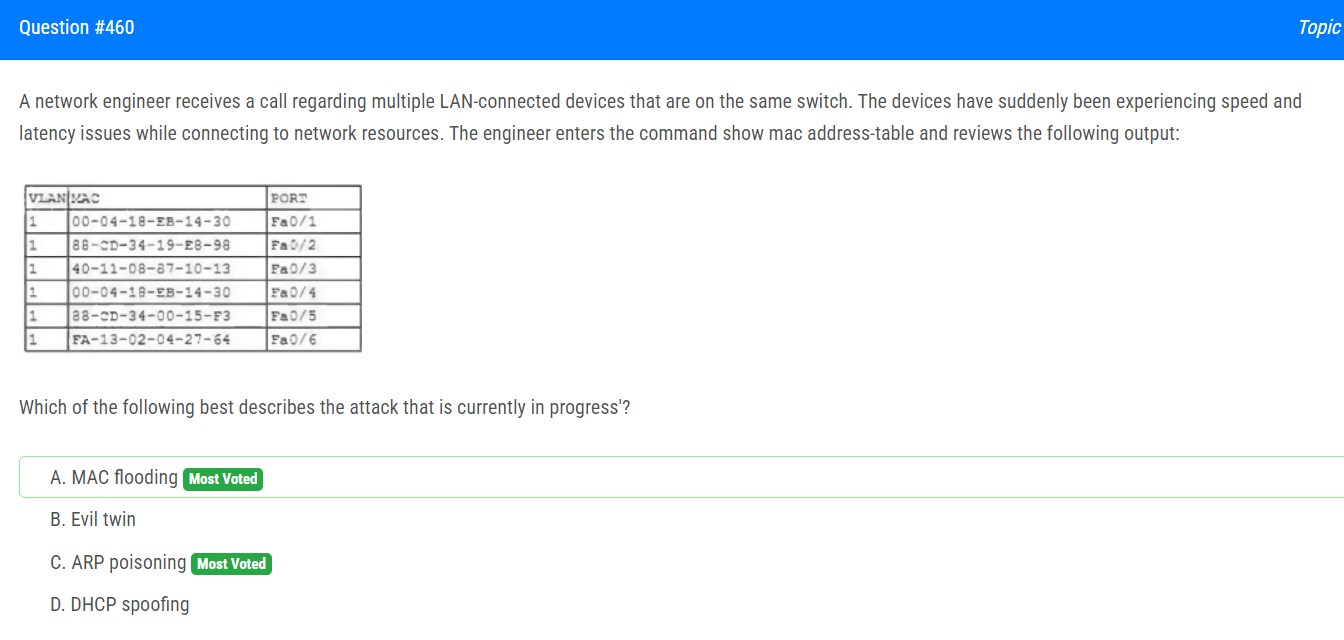 Question #460
Topic
A network engineer receives a call regarding multiple LAN-connected devices that are on the same switch. The devices have suddenly been experiencing speed and
latency issues while connecting to network resources. The engineer enters the command show mac address-table and reviews the following output:
VLAN MAC PORT
1 00-04-18-EB-14-30 Fa0/1
1 88-CD-34-19-E8-98 Fa0/2
1 40-11-08-87-10-13 Fa0/3
1 00-04-18-EB-14-30 Fa0/4
1 88-CD-34-00-15-F3 Fa0/5
1 FA-13-02-04-27-64 Fa0/6
Which of the following best describes the attack that is currently in progress'?
A. MAC flooding Most Voted
B. Evil twin
C. ARP poisoning Most Voted
D. DHCP spoofing